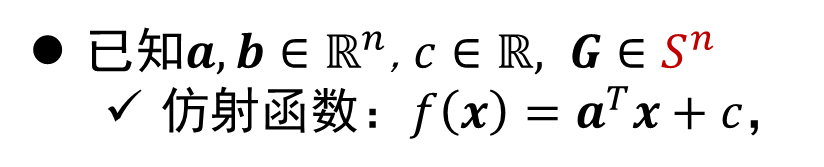 ● 已知𝒂, 𝒃 ∈ ℝⁿ, 𝑐 ∈ ℝ, 𝑮 ∈ 𝑆ⁿ
✓ 仿射函数：𝑓(𝒙) = 𝒂ᵀ𝒙 + 𝑐，